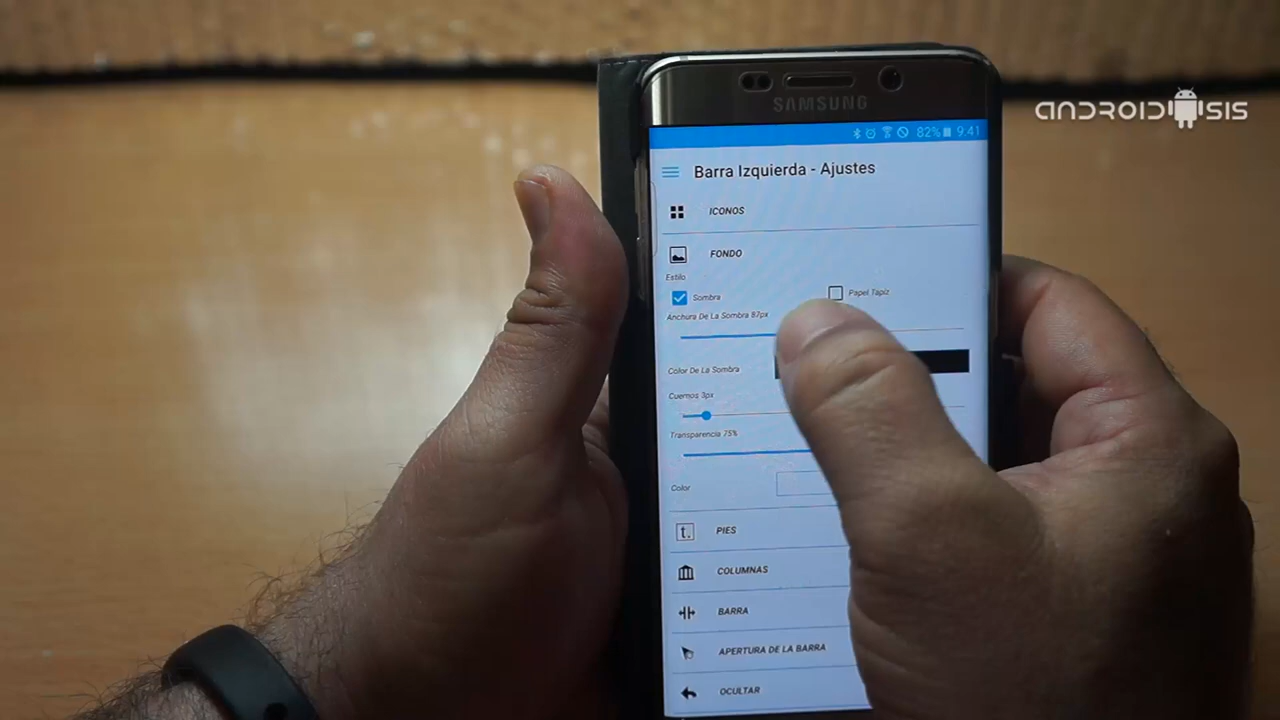 ANDROIDSIS
SAMSUNG
82% 9:41
Barra Izquierda - Ajustes
ICONOS
FONDO
Estilo
Sombra
Papel Tapiz
Anchura De La Sombra 87px
Color De La Sombra
Cuernos 3px
Transparencia 75%
Color
t.
PIES
COLUMNAS
BARRA
APERTURA DE LA BARRA
OCULTAR